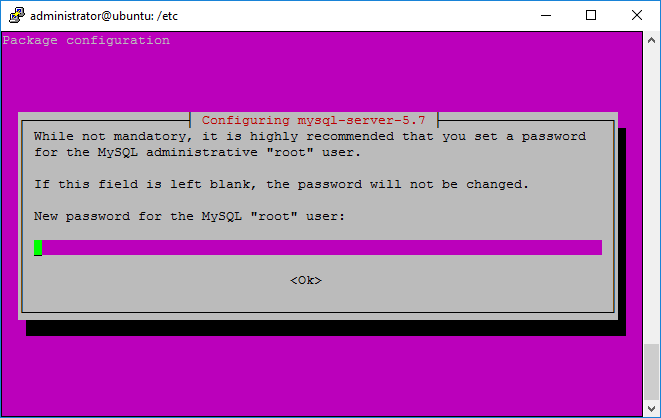 administrator@ubuntu: /etc
Package configuration
Configuring mysql-server-5.7
While not mandatory, it is highly recommended that you set a password
for the MySQL administrative "root" user.
If this field is left blank, the password will not be changed.
New password for the MySQL "root" user:
<Ok>